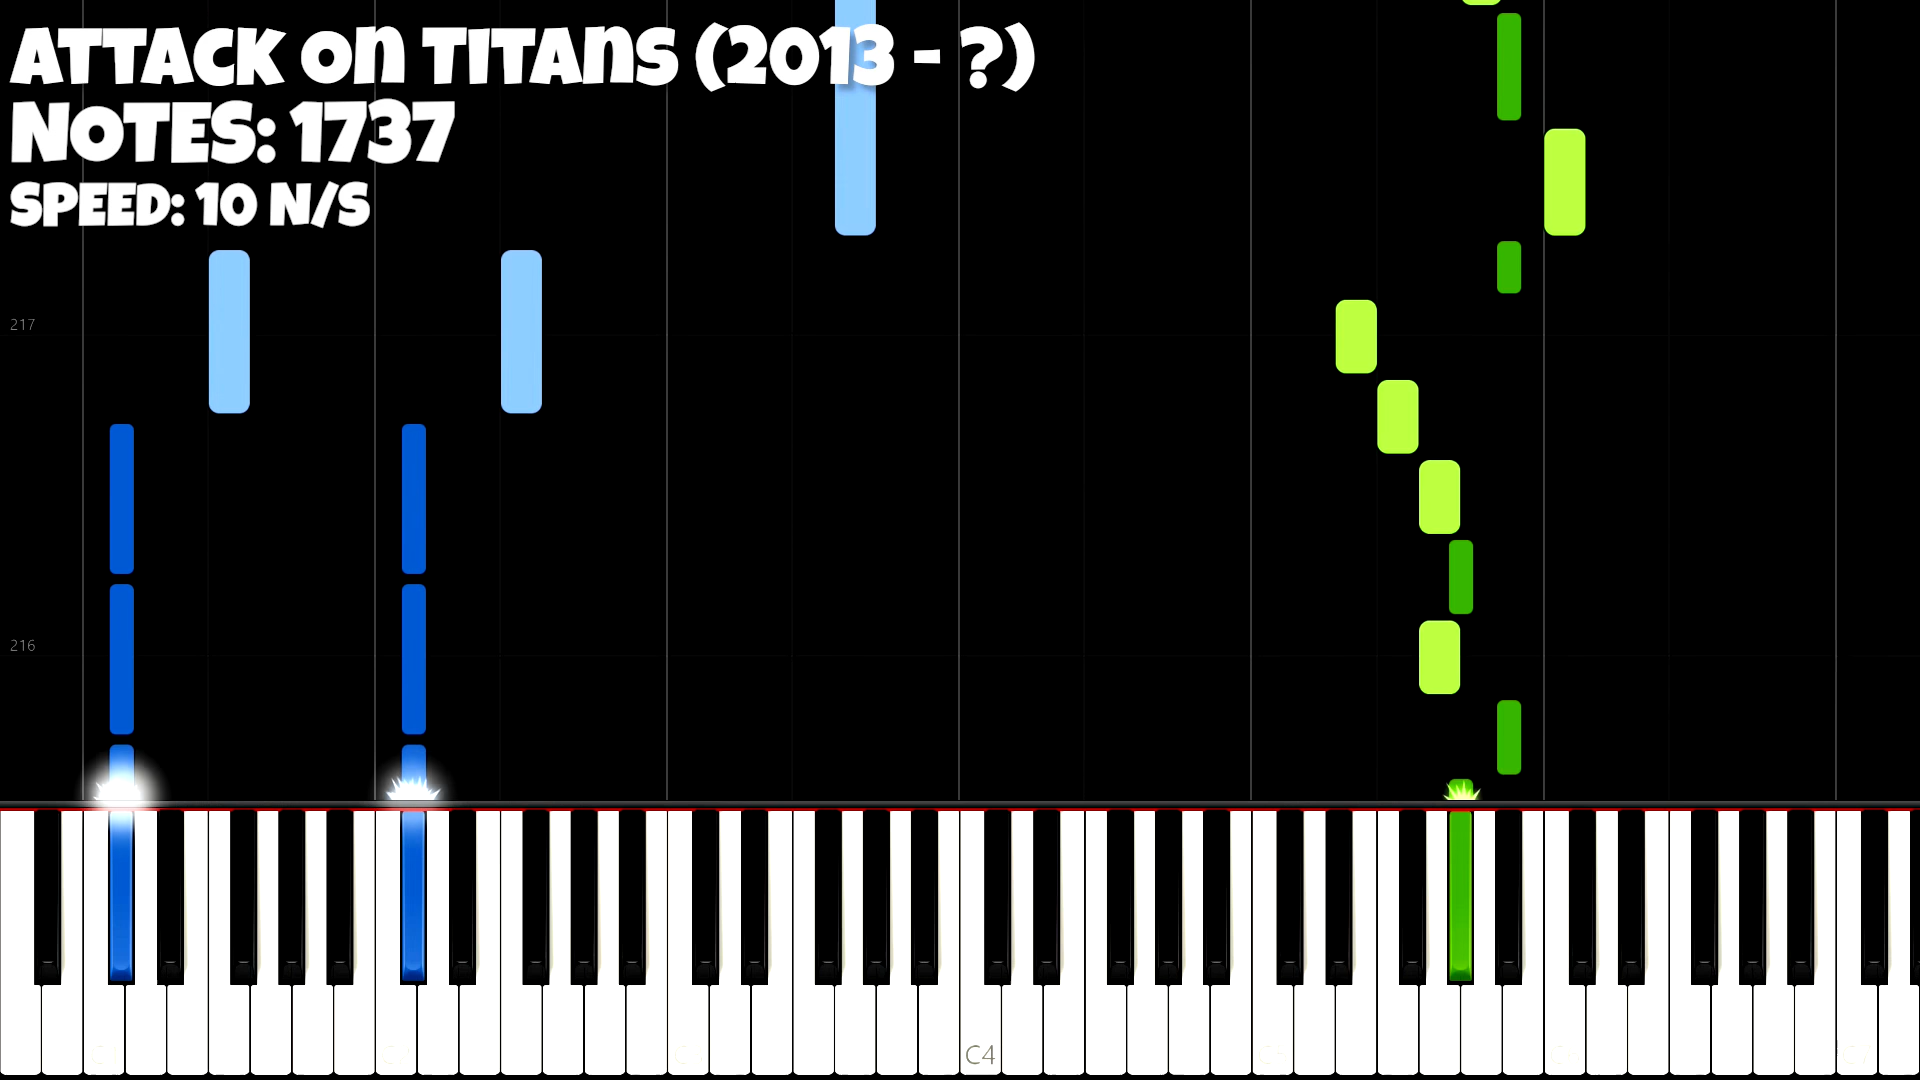 ATTACK On TITAnS (2013 - ?)
NOTES: 1737
SPEED: 10 N/S
217
216
C4